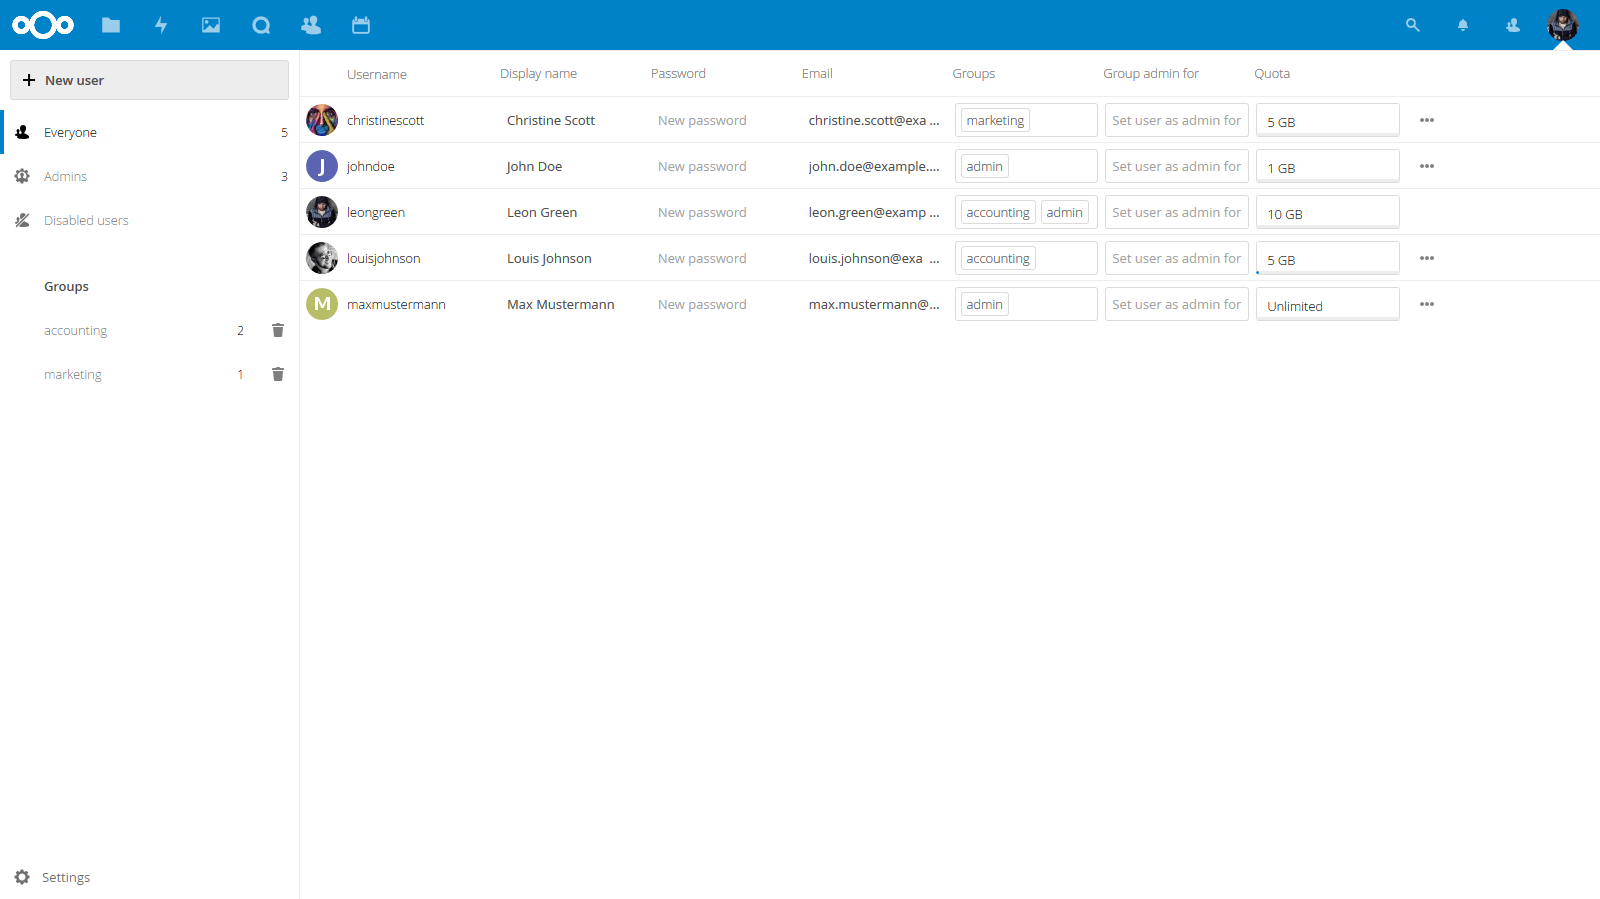 New user
Everyone 5
Admins 3
Disabled users
Groups
accounting 2
marketing 1
Settings
Username Display name Password Email Groups Group admin for Quota
christinescott Christine Scott New password christine.scott@exa ... marketing Set user as admin for 5 GB
J johndoe John Doe New password john.doe@example.... admin Set user as admin for 1 GB
leongreen Leon Green New password leon.green@examp ... accounting admin Set user as admin for 10 GB
louisjohnson Louis Johnson New password louis.johnson@exa ... accounting Set user as admin for 5 GB
M maxmustermann Max Mustermann New password max.mustermann@... admin Set user as admin for Unlimited